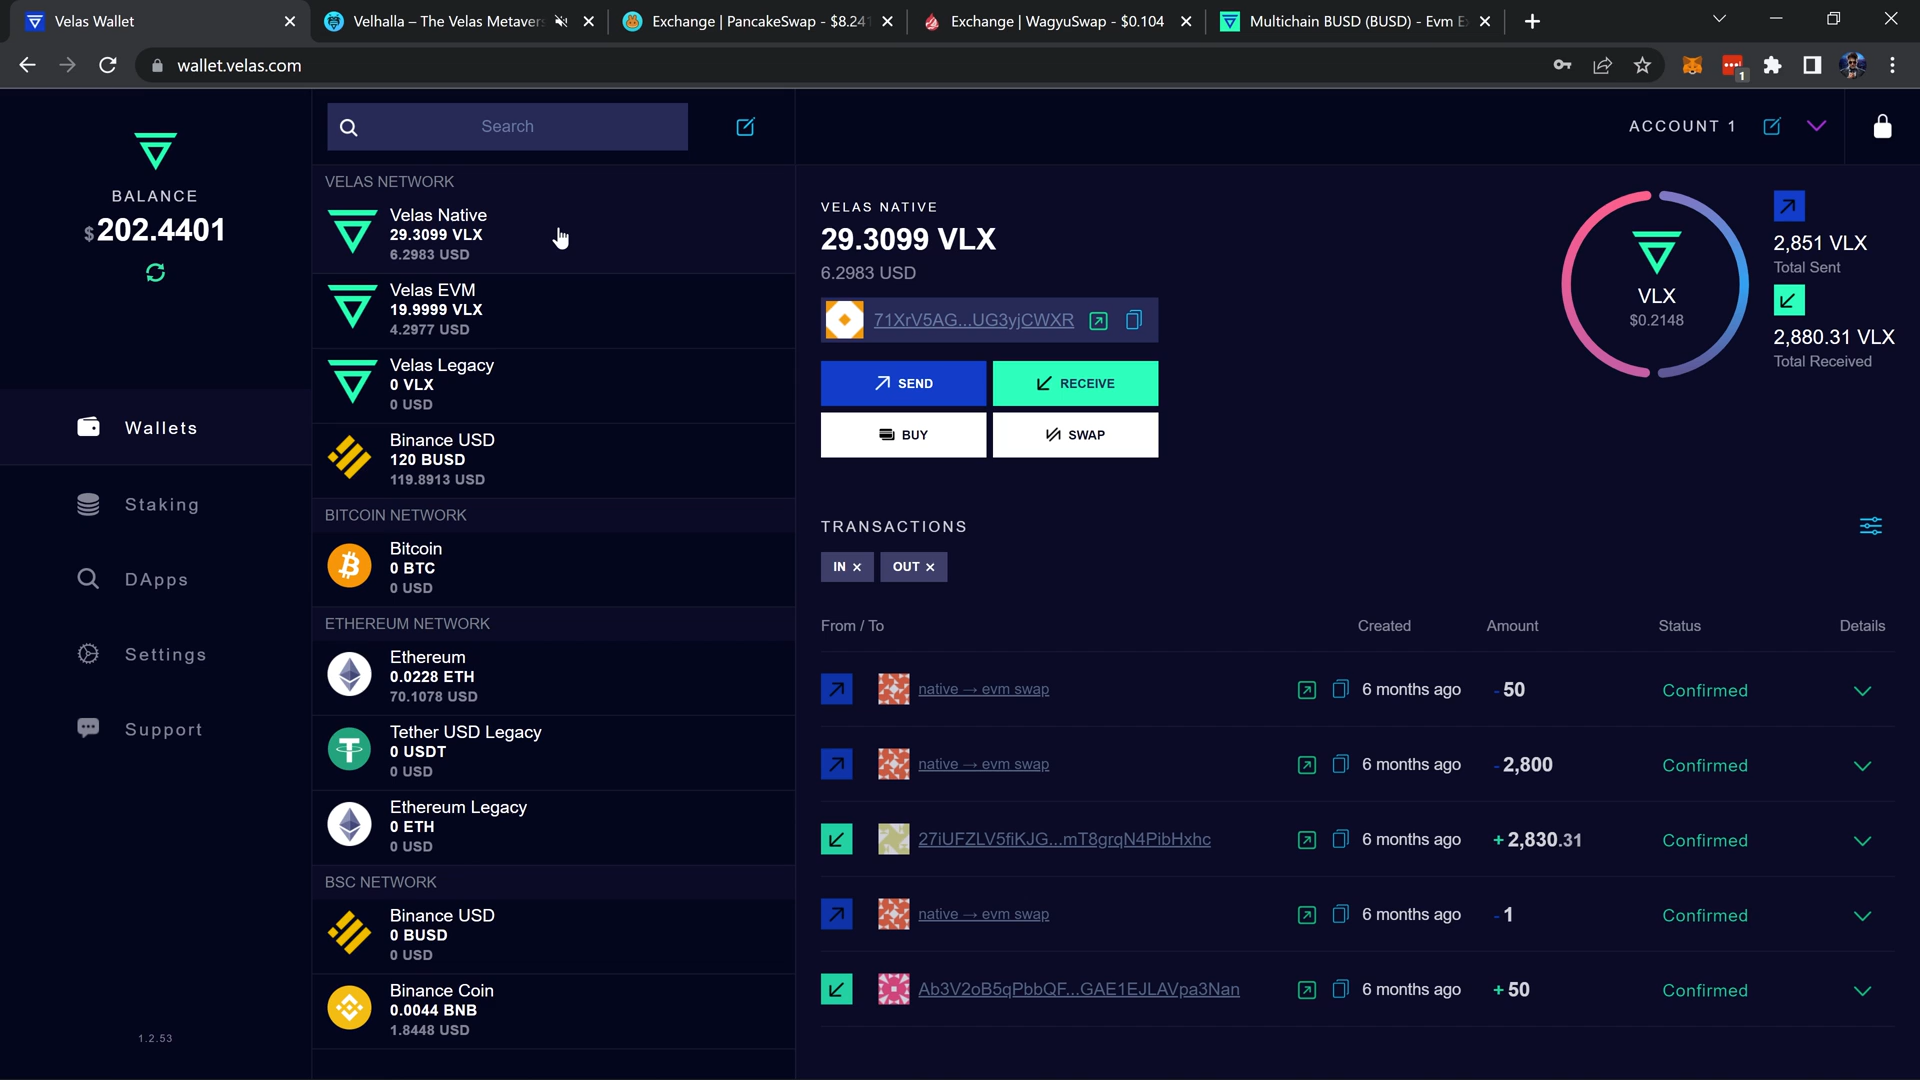 Velas Wallet
Velhalla – The Velas Metavers
Exchange | PancakeSwap - $8.241
Exchange | WagyuSwap - $0.104
Multichain BUSD (BUSD) - Evm E
wallet.velas.com
1
BALANCE
$202.4401
Wallets
Staking
DApps
Settings
Support
1.2.53
Search
VELAS NETWORK
Velas Native
29.3099 VLX
6.2983 USD
Velas EVM
19.9999 VLX
4.2977 USD
Velas Legacy
0 VLX
0 USD
Binance USD
120 BUSD
119.8913 USD
BITCOIN NETWORK
Bitcoin
0 BTC
0 USD
ETHEREUM NETWORK
Ethereum
0.0228 ETH
70.1078 USD
Tether USD Legacy
0 USDT
0 USD
Ethereum Legacy
0 ETH
0 USD
BSC NETWORK
Binance USD
0 BUSD
0 USD
Binance Coin
0.0044 BNB
1.8448 USD
ACCOUNT 1
VELAS NATIVE
29.3099 VLX
6.2983 USD
71XrV5AG...UG3yjCWXR
SEND
RECEIVE
BUY
SWAP
VLX
$0.2148
2,851 VLX
Total Sent
2,880.31 VLX
Total Received
TRANSACTIONS
IN ×
OUT ×
From / To Created Amount Status Details
native → evm swap 6 months ago - 50 Confirmed
native → evm swap 6 months ago - 2,800 Confirmed
27iUFZLV5fiKJG...mT8grqN4PibHxhc 6 months ago + 2,830.31 Confirmed
native → evm swap 6 months ago - 1 Confirmed
Ab3V2oB5qPbbQF...GAE1EJLAVpa3Nan 6 months ago + 50 Confirmed